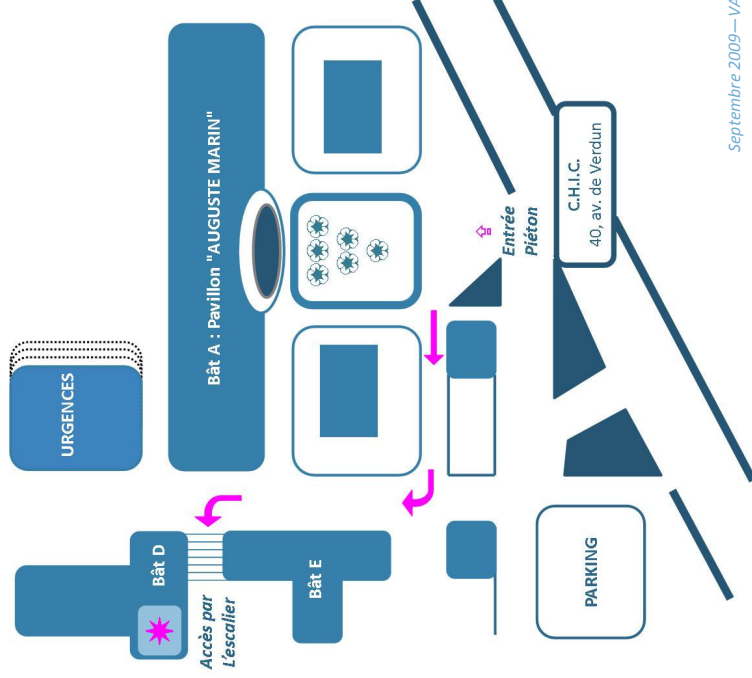 URGENCES
Bât A : Pavillon "AUGUSTE MARIN"
Bât D
Accès par
L'escalier
Bât E
Entrée
Piéton
C.H.I.C.
40, av. de Verdun
PARKING
Septembre 2009—VA